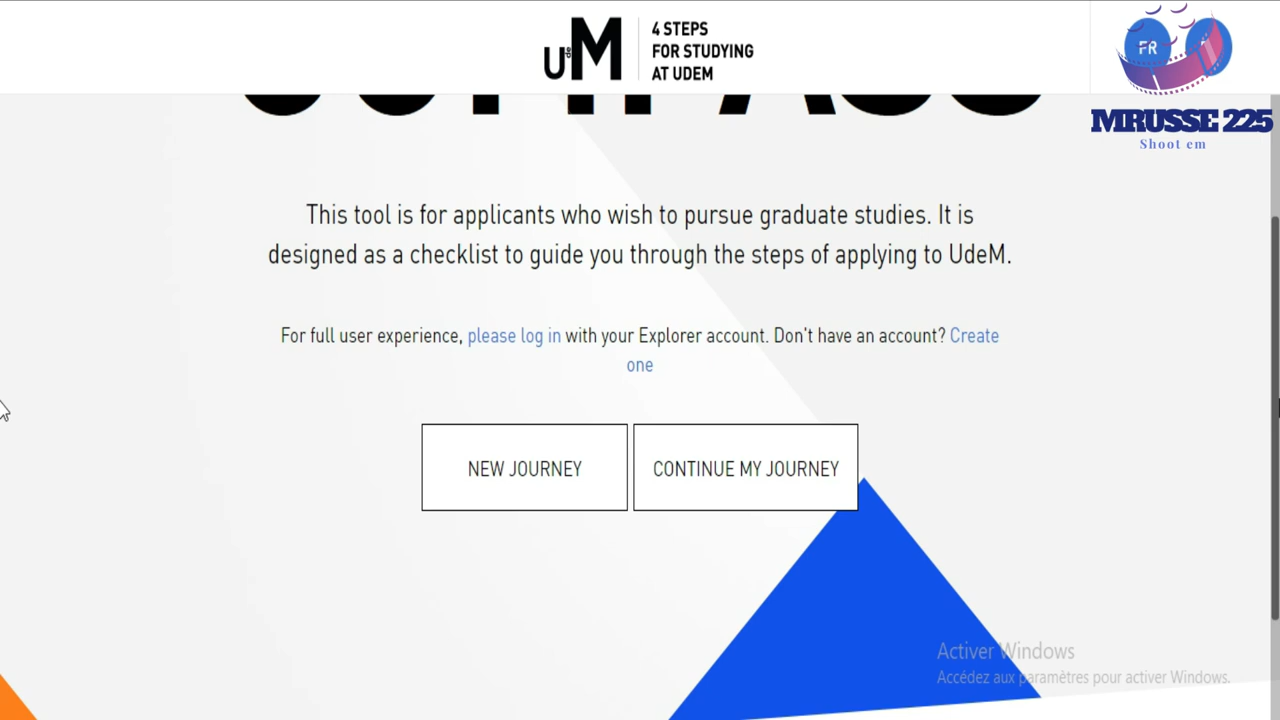 UdeM
4 STEPS
FOR STUDYING
AT UDEM
FR
MRUSSE 225
Shoot em
COMPASS
This tool is for applicants who wish to pursue graduate studies. It is
designed as a checklist to guide you through the steps of applying to UdeM.
For full user experience, please log in with your Explorer account. Don't have an account? Create
one
NEW JOURNEY
CONTINUE MY JOURNEY
Activer Windows
Accédez aux paramètres pour activer Windows.